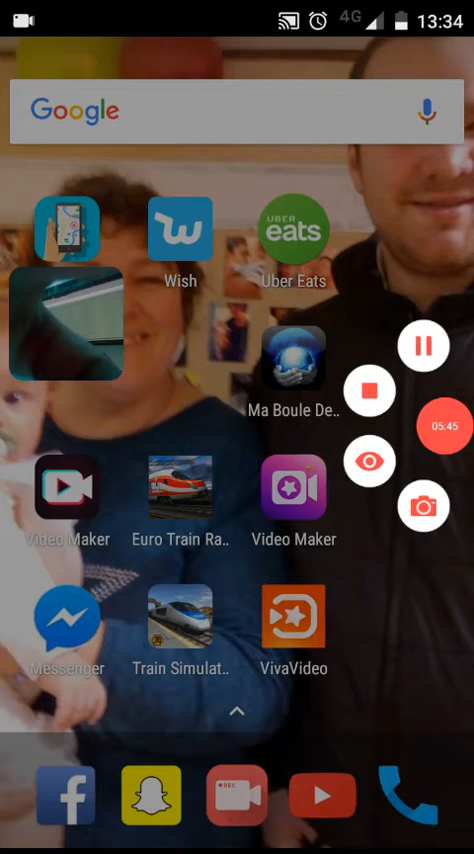 4G 13:34
Google
UBER
eats
Wish
Uber Eats
Ma Boule De..
05:45
Video Maker
Euro Train Ra..
Video Maker
Messenger
Train Simulat..
VivaVideo
REC